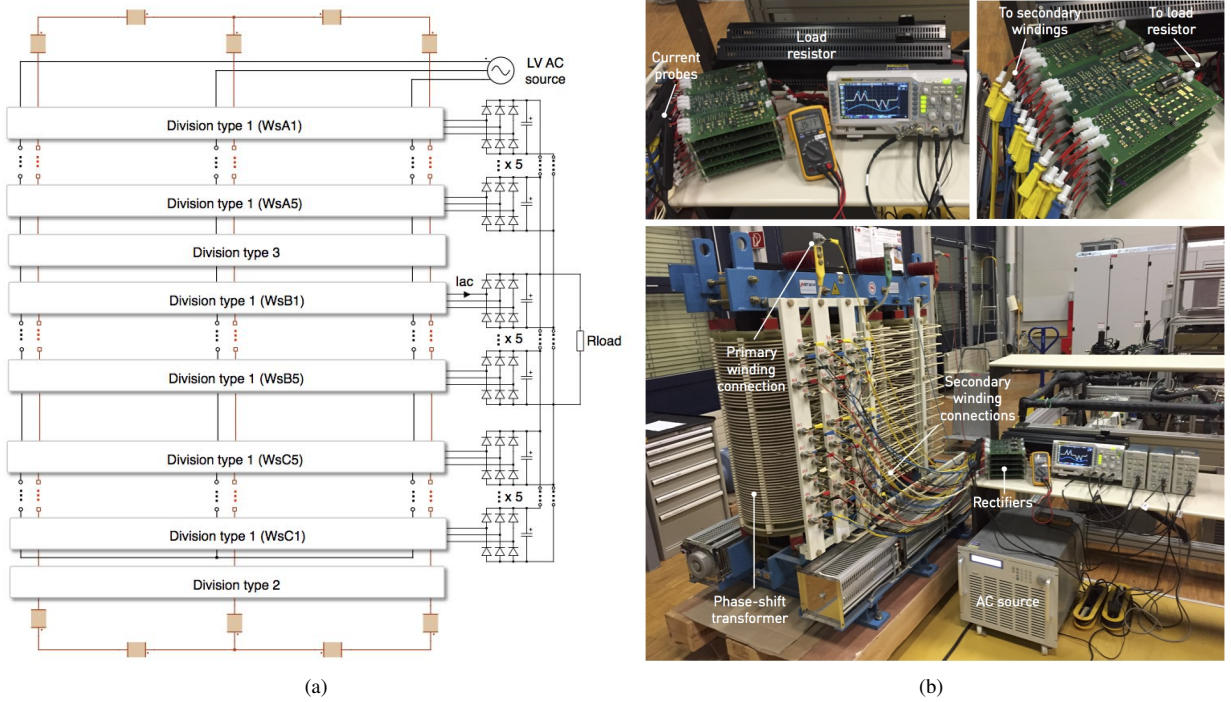 LV AC
source
Division type 1 (WsA1)
x 5
Division type 1 (WsA5)
Division type 3
Iac
Division type 1 (WsB1)
x 5
Rload
Division type 1 (WsB5)
Division type 1 (WsC5)
x 5
Division type 1 (WsC1)
Division type 2
(a)
Load
resistor
Current
probes
To secondary
windings
To load
resistor
Primary
winding
connection
Secondary
winding
connections
Rectifiers
Phase-shift
transformer
AC source
(b)